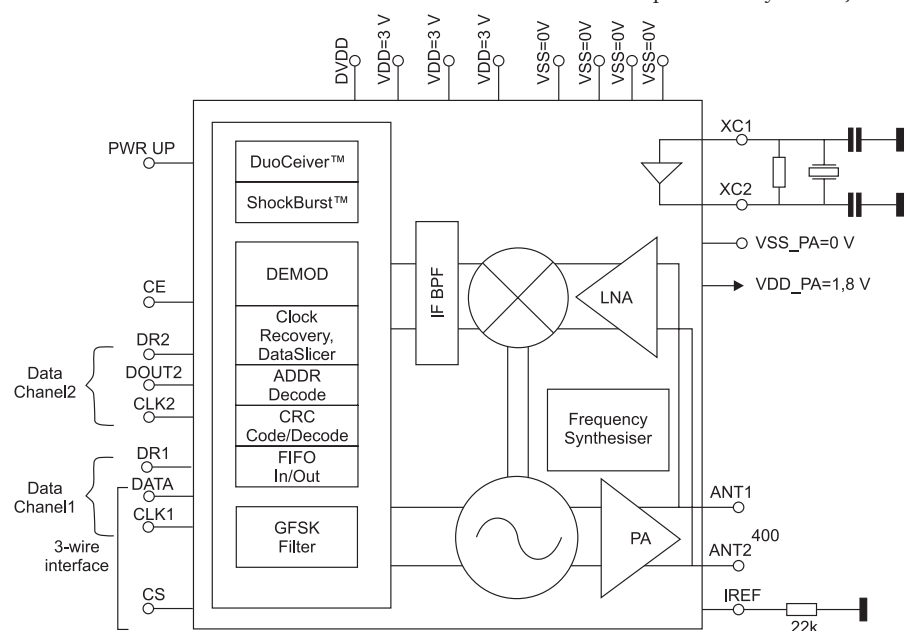 DVDD
VDD=3 V
VDD=3 V
VDD=3 V
VSS=0V
VSS=0V
VSS=0V
VSS=0V
PWR UP
DuoCeiver™
ShockBurst™
XC1
XC2
VSS_PA=0 V
VDD_PA=1,8 V
CE
DEMOD
IF BPF
LNA
Clock
Recovery,
DataSlicer
DR2
Data
Chanel2
DOUT2
CLK2
ADDR
Decode
CRC
Code/Decode
FIFO
In/Out
Frequency
Synthesiser
DR1
Data
Chanel1
DATA
CLK1
3-wire
interface
GFSK
Filter
PA
ANT1
400
ANT2
CS
IREF
22k